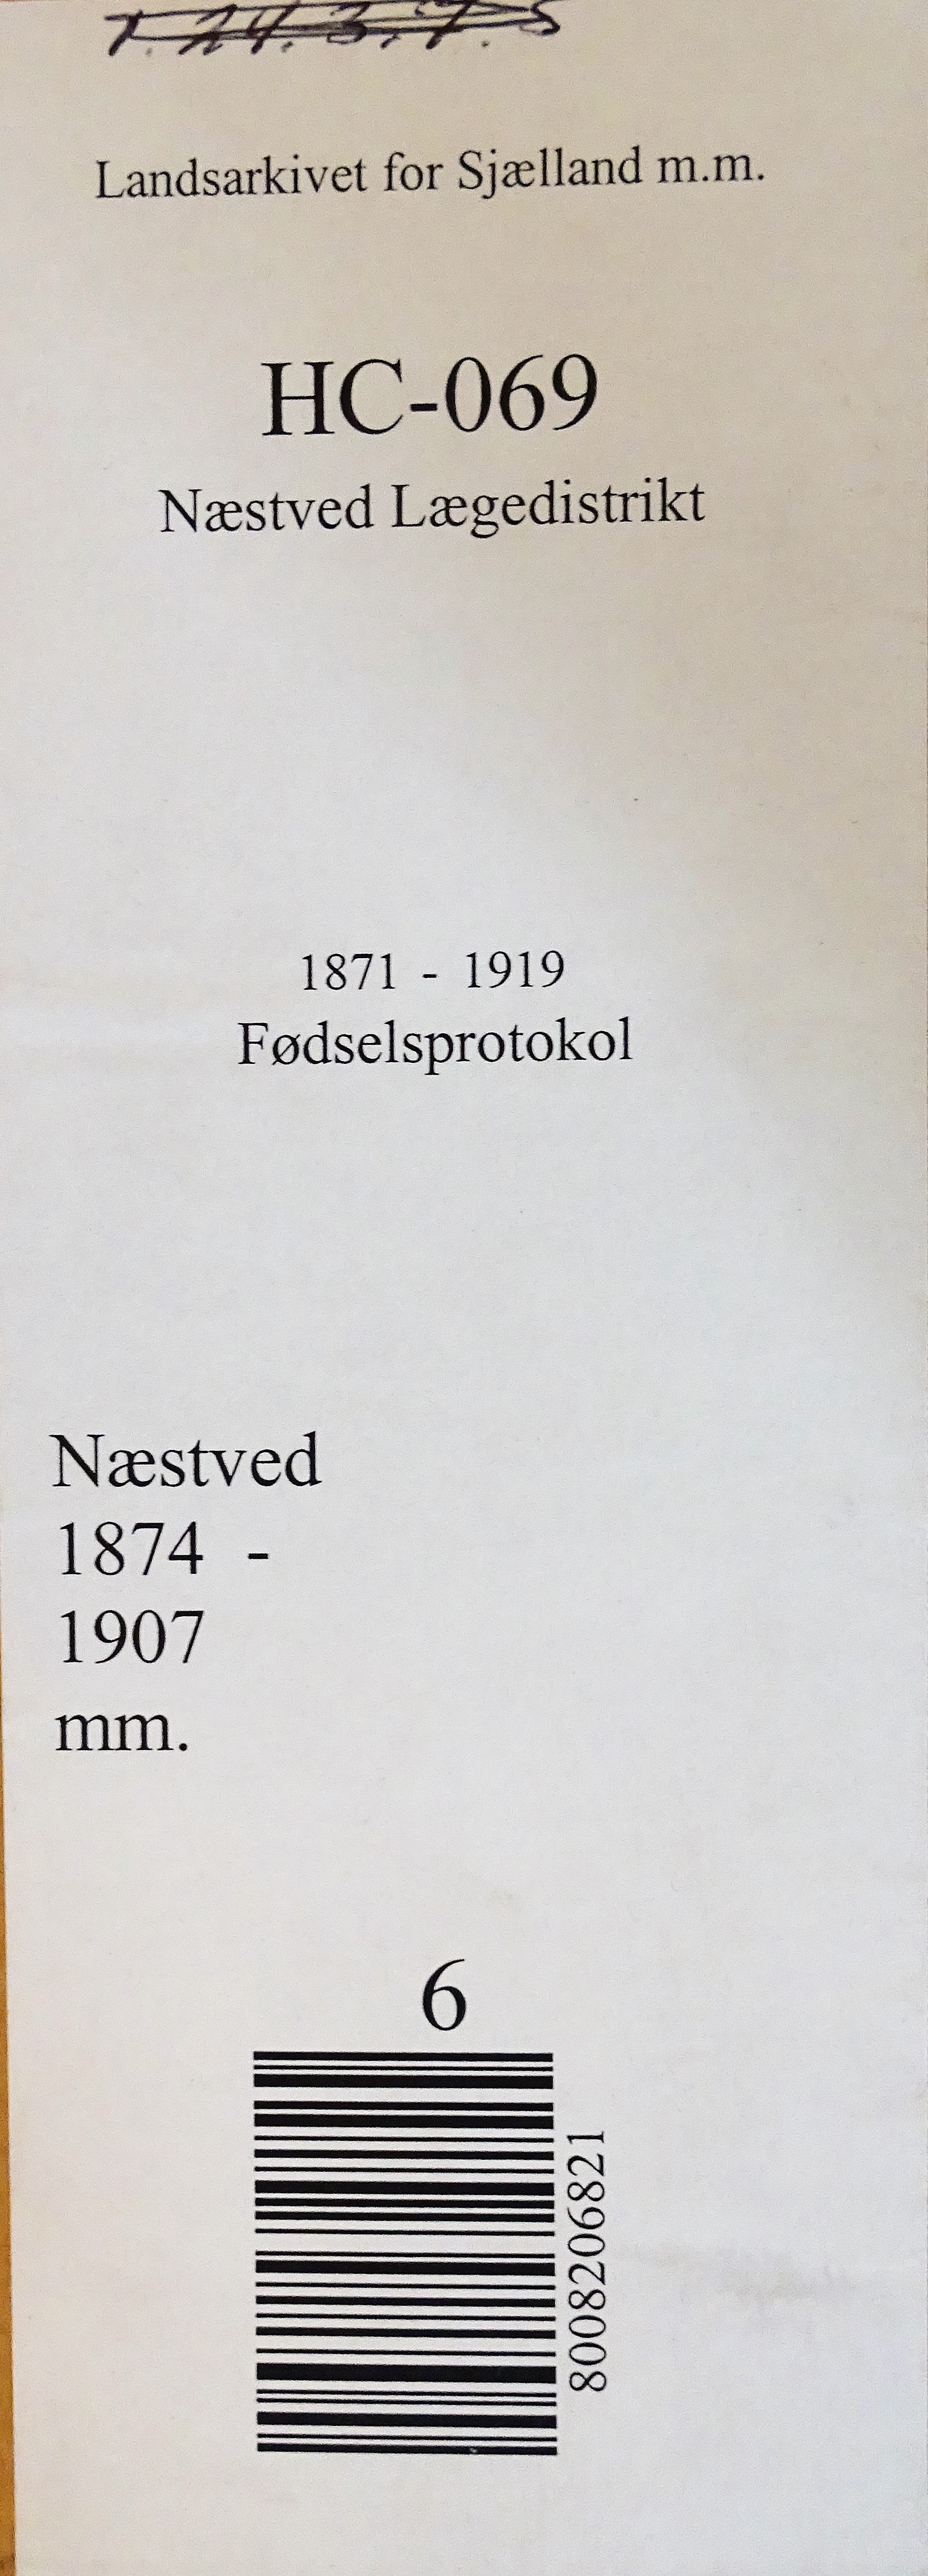 Landsarkivet for Sjælland m.m.
HC-069
Næstved Lægedistrikt
1871 - 1919
Fødselsprotokol
Næstved
1874 -
1907
mm.
6
8008206821